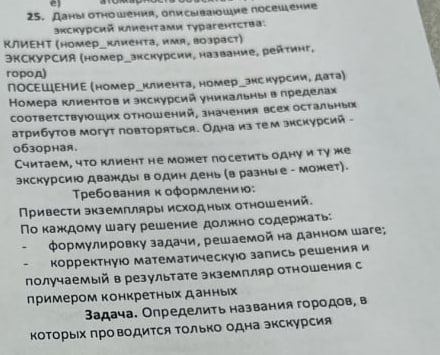 е)
25. Даны отношения, описывающие посещение
экскурсий клиентами турагентства:
КЛИЕНТ (номер_клиента, имя, возраст)
ЭКСКУРСИЯ (номер_экскурсии, название, рейтинг,
город)
ПОСЕЩЕНИЕ (номер_клиента, номер_экскурсии, дата)
Номера клиентов и экскурсий уникальны в пределах
соответствующих отношений, значения всех остальных
атрибутов могут повторяться. Одна из тем экскурсий -
обзорная.
Считаем, что клиент не может посетить одну и ту же
экскурсию дважды в один день (в разные - может).
Требования к оформлению:
Привести экземпляры исходных отношений.
По каждому шагу решение должно содержать:
- формулировку задачи, решаемой на данном шаге;
- корректную математическую запись решения и
получаемый в результате экземпляр отношения с
примером конкретных данных
Задача. Определить названия городов, в
которых проводится только одна экскурсия